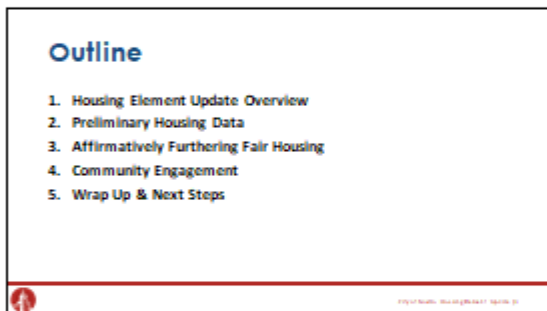 Outline
1. Housing Element Update Overview
2. Preliminary Housing Data
3. Affirmatively Furthering Fair Housing
4. Community Engagement
5. Wrap Up & Next Steps